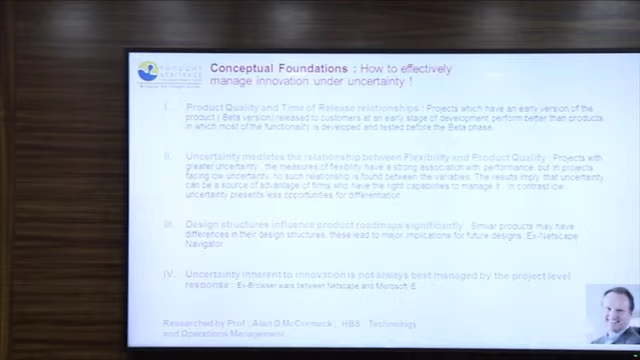 THOUGHT
ARBITRAGE
Conceptual Foundations : How to effectively
manage innovation under uncertainty !
I. Product Quality and Time of Release relationships : Projects which have an early version of the
product ( Beta version) released to customers at an early stage of development perform better than products
in which most of the functionality is developed and tested before the Beta phase.
II. Uncertainty mediates the relationship between Flexibility and Product Quality Projects with
greater uncertainty , the measures of flexibility have a strong association with performance, but in projects
facing low uncertainty, no such relationship is found between the variables. The results imply that uncertainty
can be a source of advantage of firms who have the right capabilities to manage it . In contrast low
uncertainty presents less opportunities for differentiation.
III. Design structures influence product roadmaps significantly Similar products may have
differences in their design structures, these lead to major implications for future designs. Ex-Netscape
Navigator.
IV. Uncertainty inherent to innovation is not always best managed by the project level
response : Ex-Browser wars between Netscape and Microsoft IE
Researched by Prof . Alan D McCormack , HBS Technology
and Operations Management